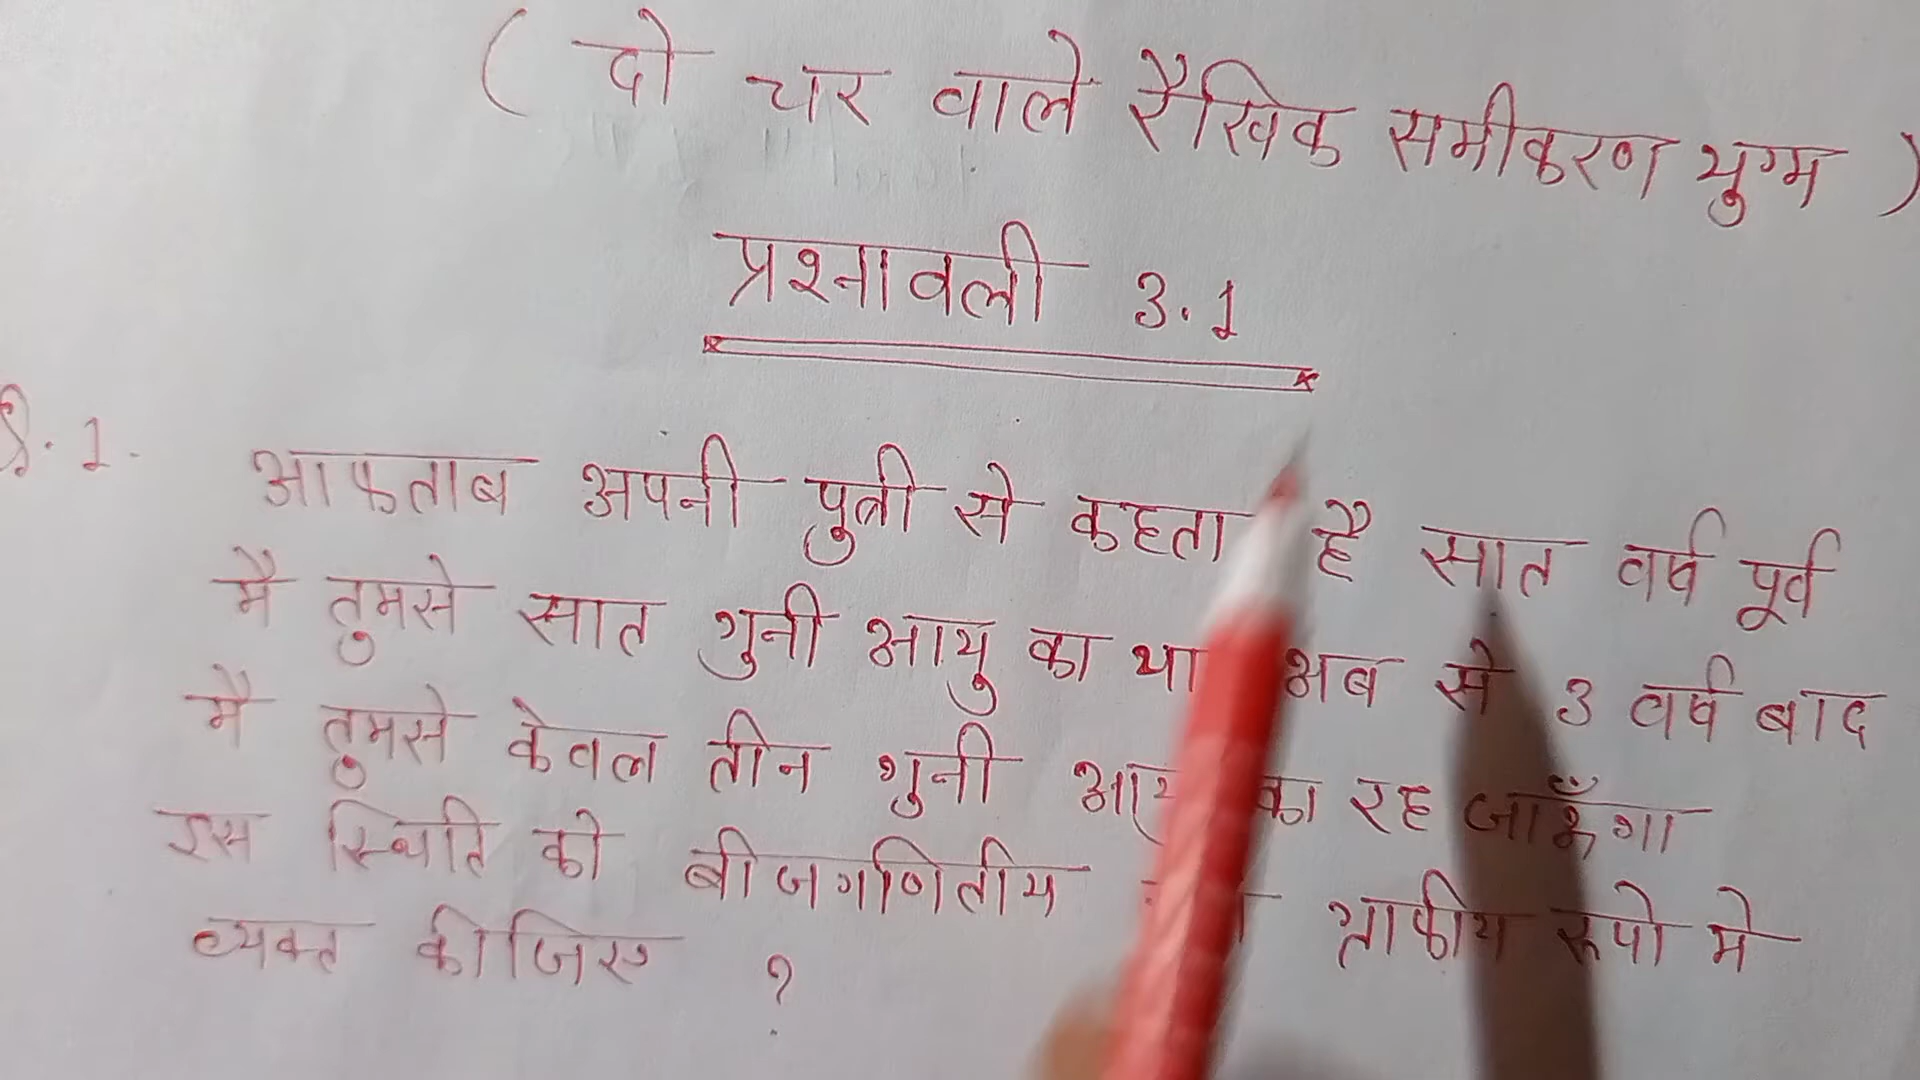 ( दो चर वाले रैखिक समीकरण युग्म )
प्रश्नावली 3.1
Q.1. आफताब अपनी पुत्री से कहता है सात वर्ष पूर्व
मै तुमसे सात गुनी आयु का था अब से 3 वर्ष बाद
मै तुमसे केवल तीन गुनी का रह जाऊँगा
इस स्थिति को बीजगणितीय ग्राफीय रूपो मे
व्यक्त कीजिए ?